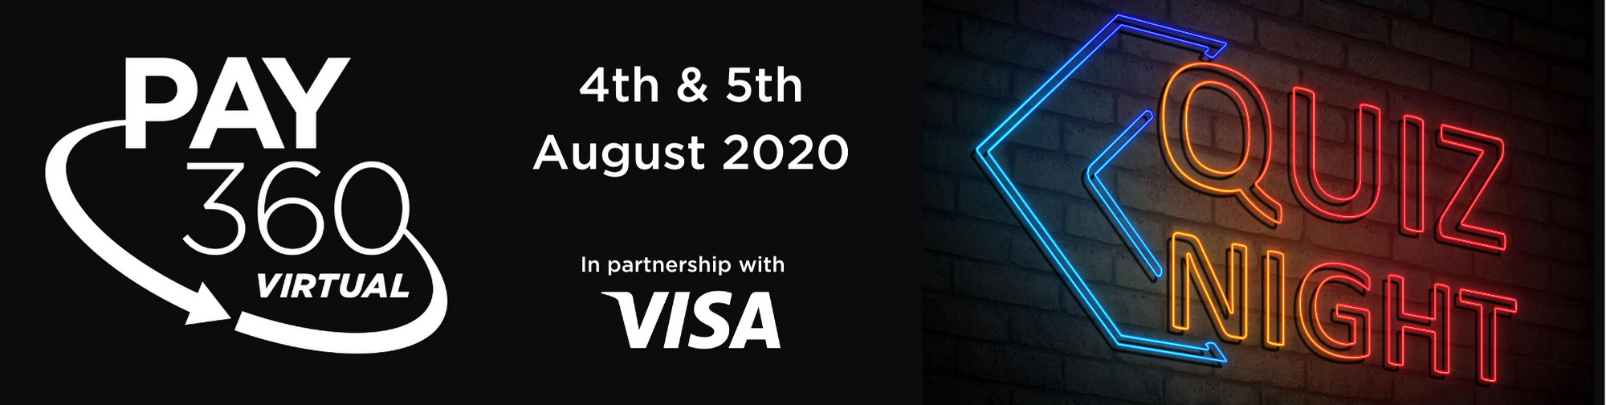 PAY
360
VIRTUAL
4th & 5th
August 2020
In partnership with
VISA
QUIZ
NIGHT